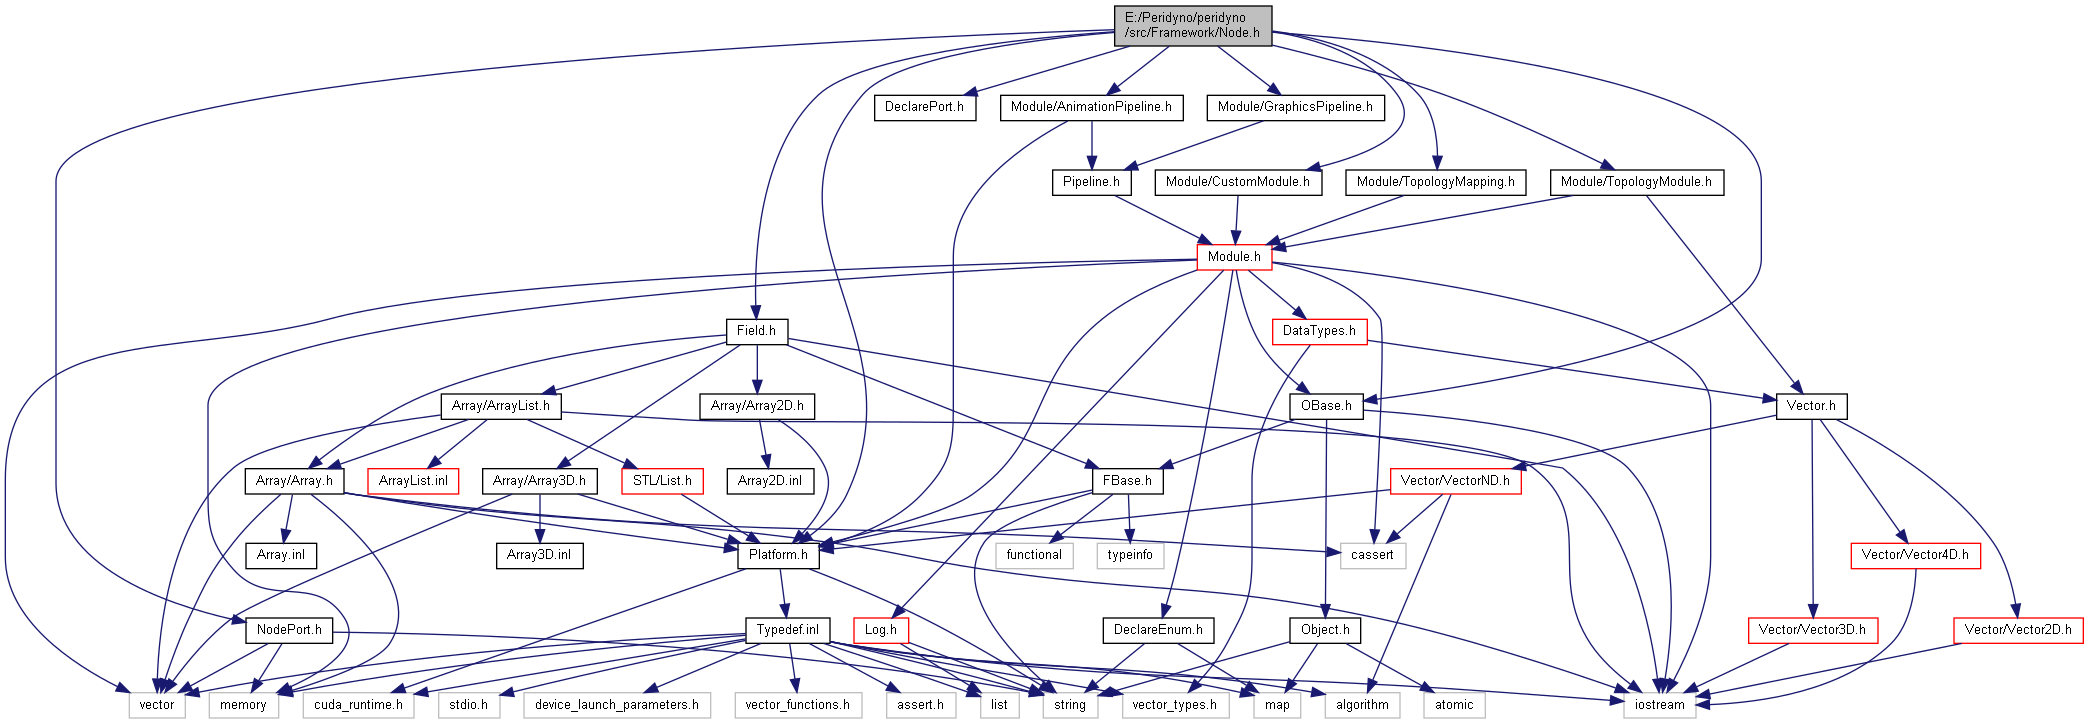 E:/Peridyno/peridyno
/src/Framework/Node.h
DeclarePort.h
Module/AnimationPipeline.h
Module/GraphicsPipeline.h
Pipeline.h
Module/CustomModule.h
Module/TopologyMapping.h
Module/TopologyModule.h
Module.h
Field.h
DataTypes.h
Array/ArrayList.h
Array/Array2D.h
OBase.h
Vector.h
Array/Array.h
ArrayList.inl
Array/Array3D.h
STL/List.h
Array2D.inl
FBase.h
Vector/VectorND.h
Array.inl
Array3D.inl
Platform.h
functional
typeinfo
cassert
Vector/Vector4D.h
NodePort.h
Typedef.inl
Log.h
DeclareEnum.h
Object.h
Vector/Vector3D.h
Vector/Vector2D.h
vector
memory
cuda_runtime.h
stdio.h
device_launch_parameters.h
vector_functions.h
assert.h
list
string
vector_types.h
map
algorithm
atomic
iostream